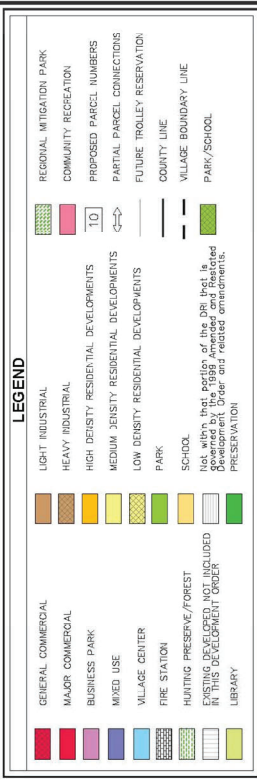 LEGEND
GENERAL COMMERCIAL
MAJOR COMMERCIAL
BUSINESS PARK
MIXED USE
VILLAGE CENTER
FIRE STATION
HUNTING PRESERVE/FOREST
EXISTING DEVELOPED NOT INCLUDED
IN THIS DEVELOPMENT ORDER
LIBRARY
LIGHT INDUSTRIAL
HEAVY INDUSTRIAL
HIGH DENSITY RESIDENTIAL DEVELOPMENTS
MEDIUM DENSITY RESIDENTIAL DEVELOPMENTS
LOW DENSITY RESIDENTIAL DEVELOPMENTS
PARK
SCHOOL
Not within that portion of the DRI that is
governed by the 1999 Amended and Restated
Development Order and related amendments.
PRESERVATION
REGIONAL MITIGATION PARK
COMMUNITY RECREATION
10 PROPOSED PARCEL NUMBERS
PARTIAL PARCEL CONNECTIONS
FUTURE TROLLEY RESERVATION
COUNTY LINE
VILLAGE BOUNDARY LINE
PARK/SCHOOL